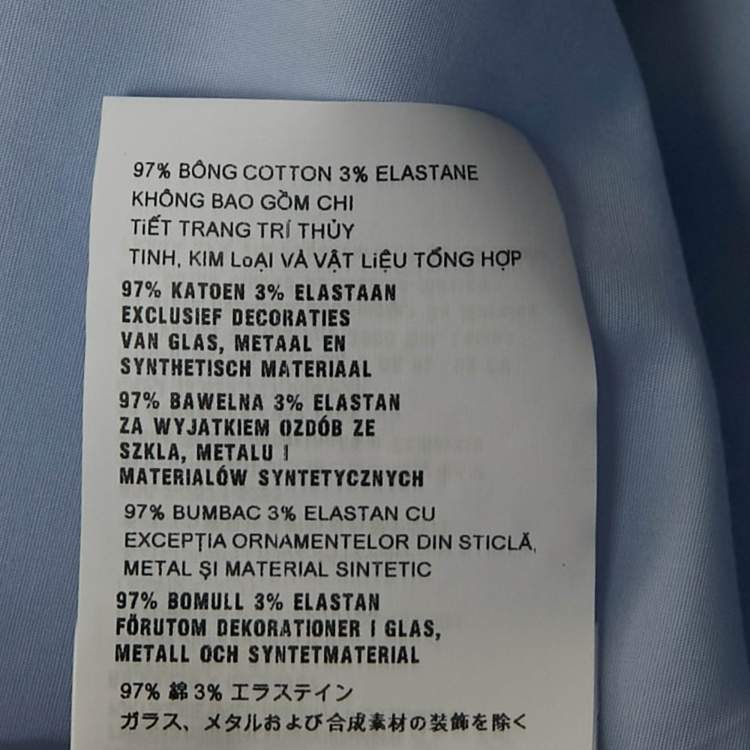 97% BÔNG COTTON 3% ELASTANE
KHÔNG BAO GỒM CHI
TiẾT TRANG TRÍ THỦY
TINH, KIM LoẠI VÀ VẬT LiỆU TỔNG HỢP
97% KATOEN 3% ELASTAAN
EXCLUSIEF DECORATIES
VAN GLAS, METAAL EN
SYNTHETISCH MATERIAAL
97% BAWELNA 3% ELASTAN
ZA WYJATKIEM OZDÓB ZE
SZKLA, METALU I
MATERIALÓW SYNTETYCZNYCH
97% BUMBAC 3% ELASTAN CU
EXCEPȚIA ORNAMENTELOR DIN STICLĂ,
METAL ȘI MATERIAL SINTETIC
97% BOMULL 3% ELASTAN
FÖRUTOM DEKORATIONER I GLAS,
METALL OCH SYNTETMATERIAL
97% 綿 3% エラステイン
ガラス、メタルおよび合成素材の装飾を除く